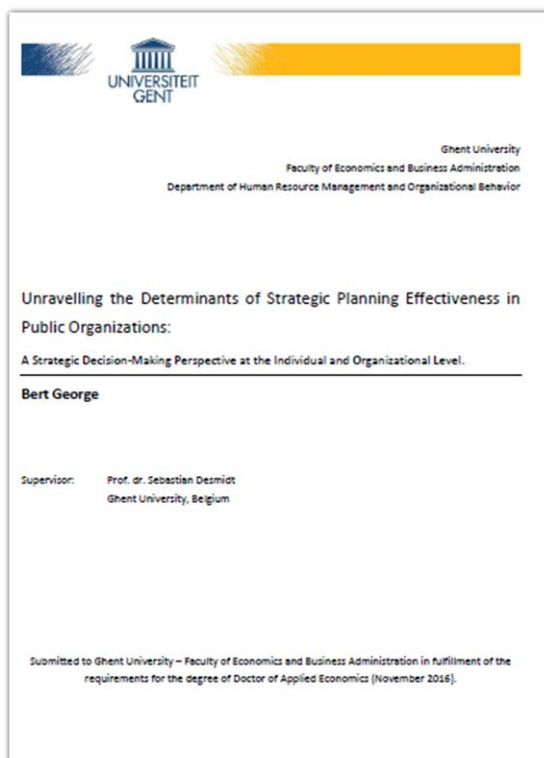 UNIVERSITEIT
GENT
Ghent University
Faculty of Economics and Business Administration
Department of Human Resource Management and Organizational Behavior
Unravelling the Determinants of Strategic Planning Effectiveness in
Public Organizations:
A Strategic Decision-Making Perspective at the Individual and Organizational Level.
Bert George
Supervisor: Prof. dr. Sebastian Desmidt
Ghent University, Belgium
Submitted to Ghent University – Faculty of Economics and Business Administration in fulfillment of the
requirements for the degree of Doctor of Applied Economics (November 2016).